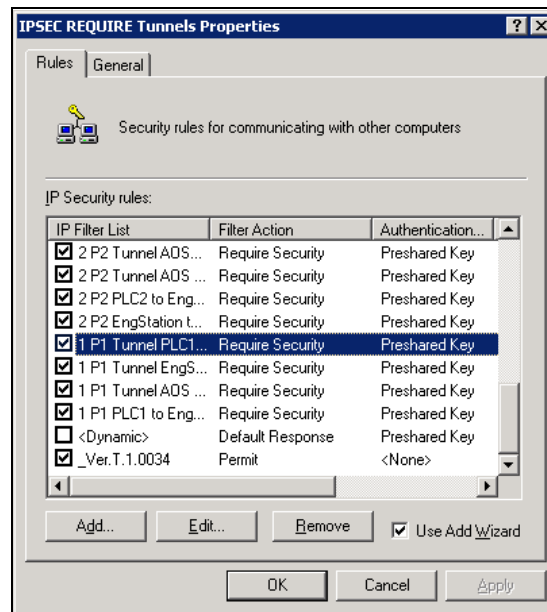 IPSEC REQUIRE Tunnels Properties
Rules General
Security rules for communicating with other computers
IP Security rules:
IP Filter List Filter Action Authentication...
2 P2 Tunnel AOS... Require Security Preshared Key
2 P2 Tunnel AOS ... Require Security Preshared Key
2 P2 PLC2 to Eng... Require Security Preshared Key
2 P2 EngStation t... Require Security Preshared Key
1 P1 Tunnel PLC1... Require Security Preshared Key
1 P1 Tunnel EngS... Require Security Preshared Key
1 P1 Tunnel AOS ... Require Security Preshared Key
1 P1 PLC1 to Eng... Require Security Preshared Key
<Dynamic> Default Response Preshared Key
_Ver.T.1.0034 Permit <None>
Add... Edit... Remove Use Add Wizard
OK Cancel Apply